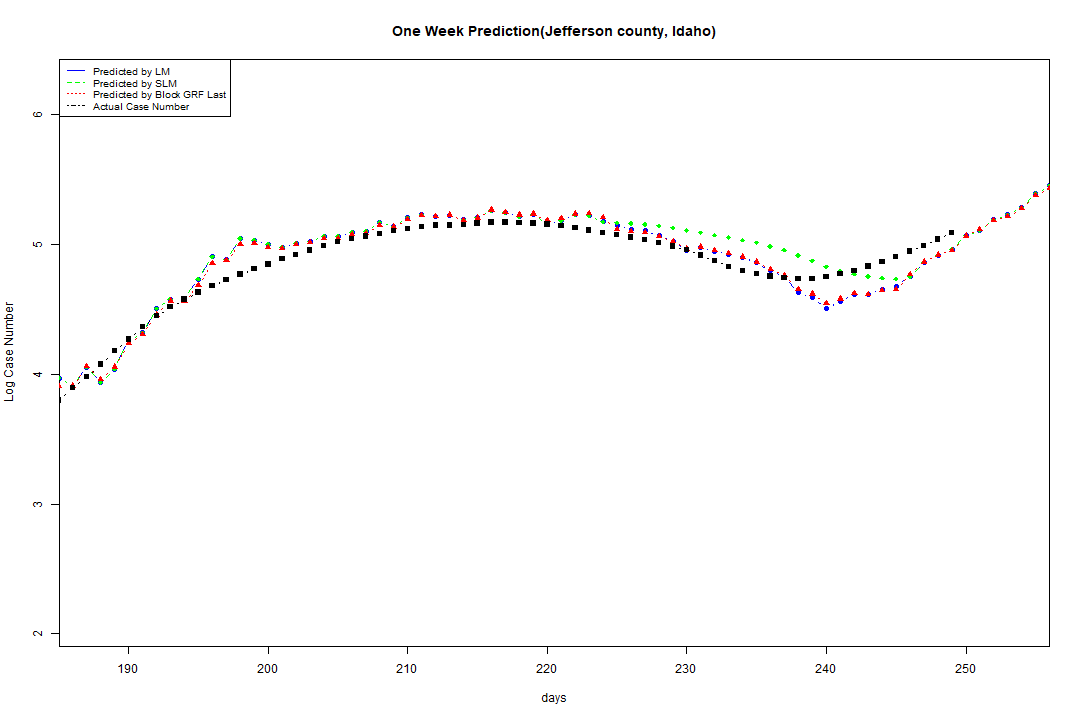 One Week Prediction(Jefferson county, Idaho)
Predicted by LM
Predicted by SLM
Predicted by Block GRF Last
Actual Case Number
Log Case Number
6
5
4
3
2
190 200 210 220 230 240 250
days